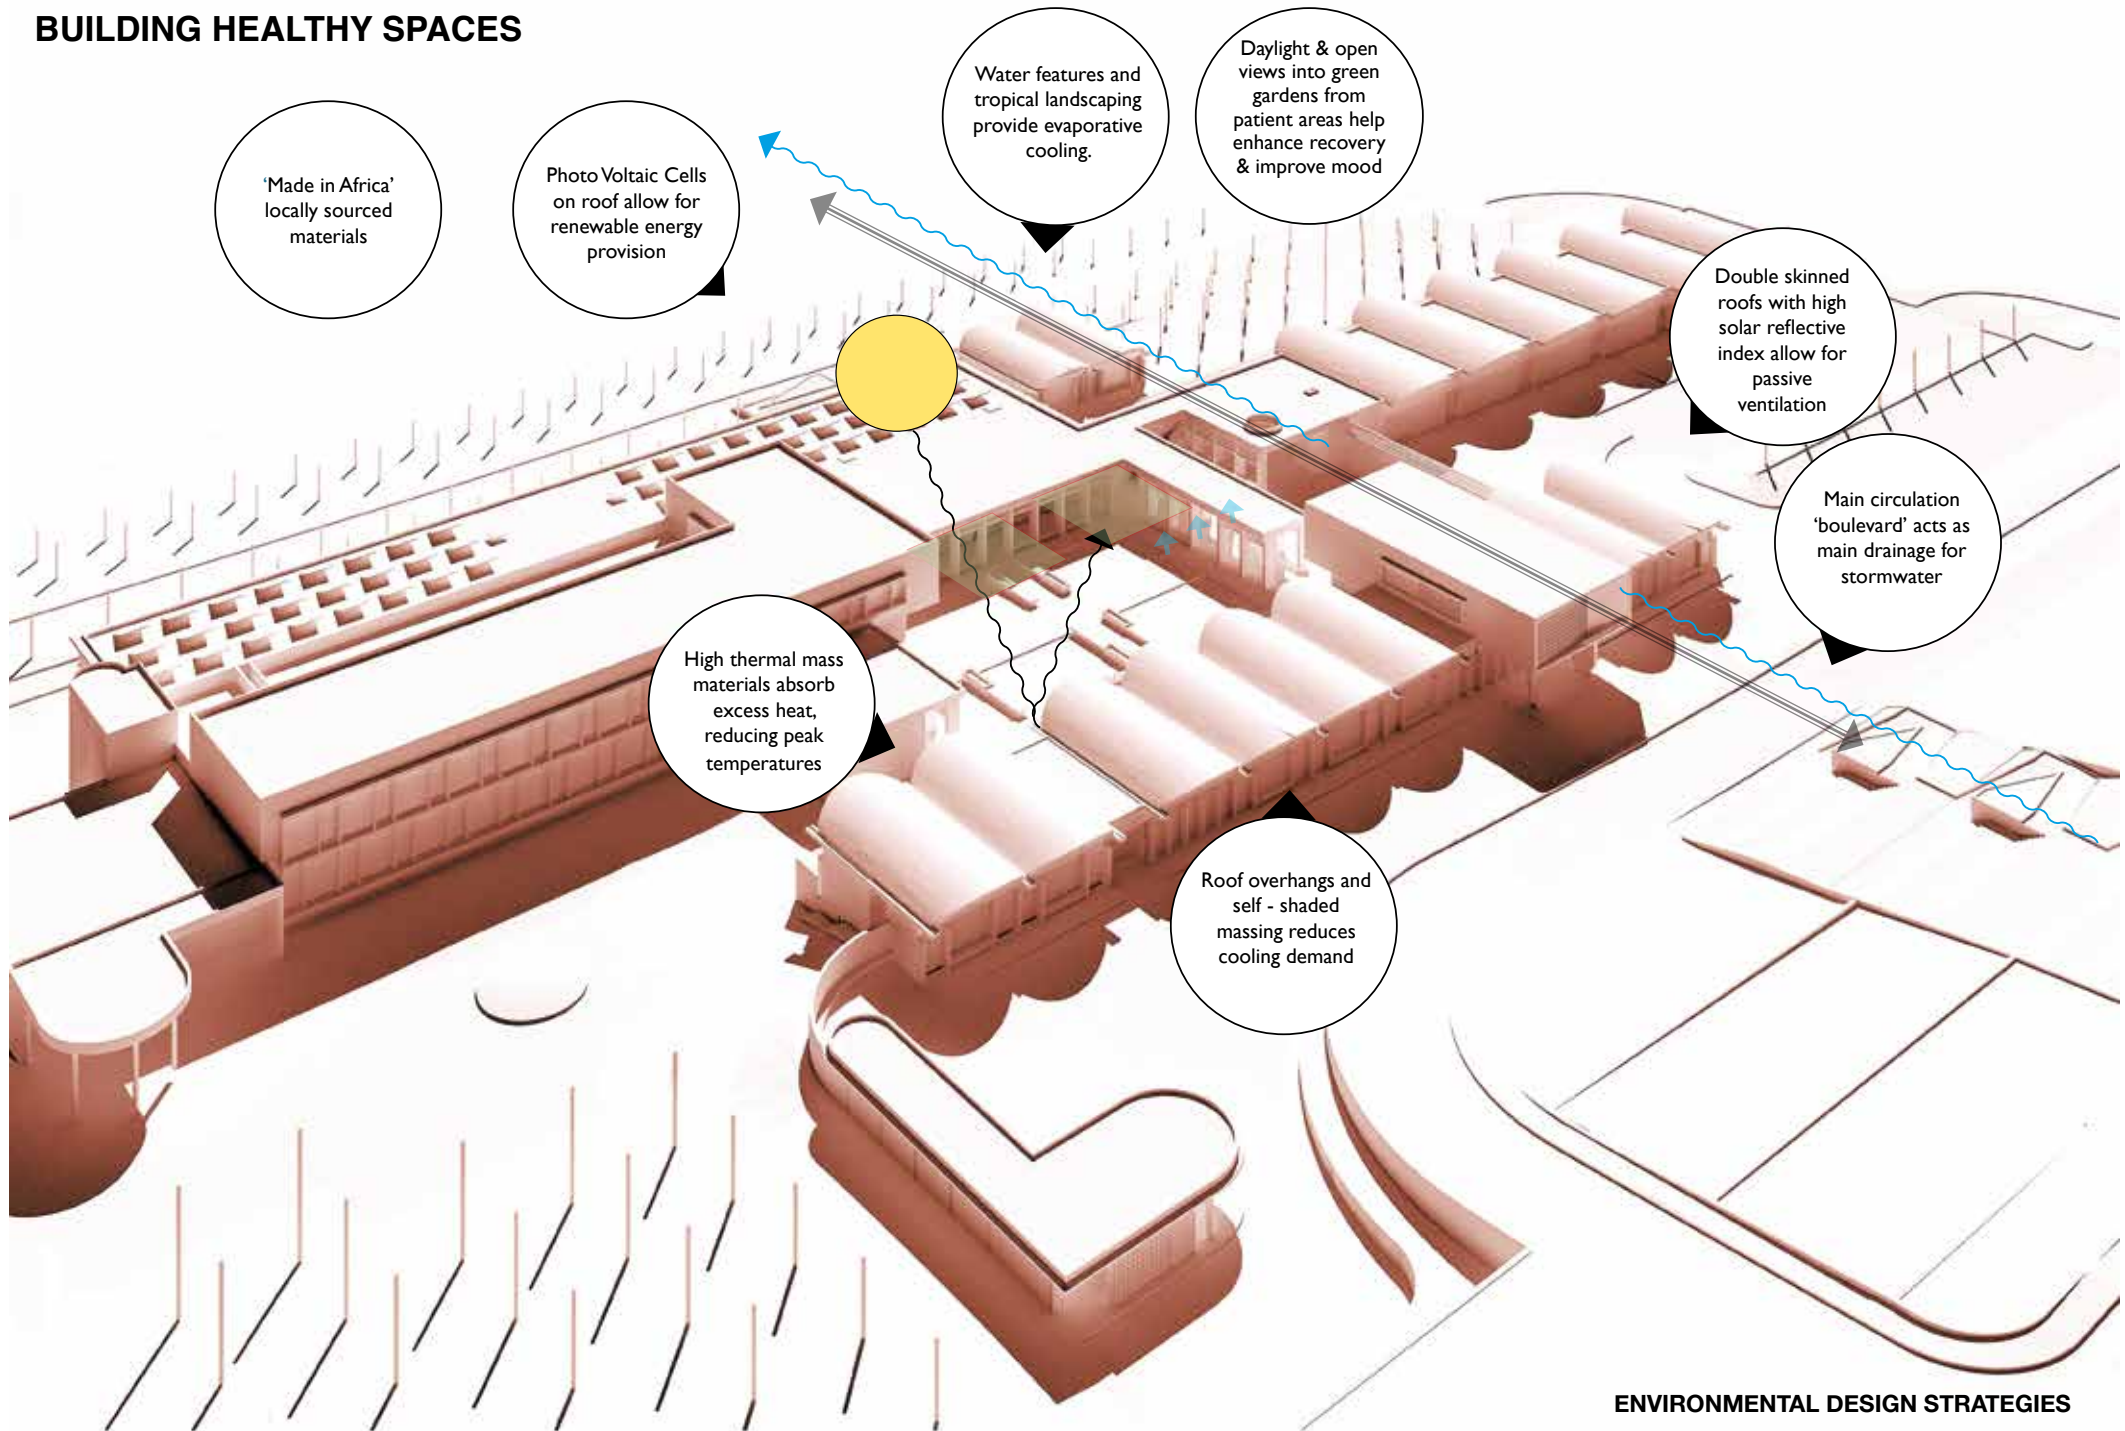 BUILDING HEALTHY SPACES
‘Made in Africa’
locally sourced
materials
Photo Voltaic Cells
on roof allow for
renewable energy
provision
Water features and
tropical landscaping
provide evaporative
cooling.
Daylight & open
views into green
gardens from
patient areas help
enhance recovery
& improve mood
Double skinned
roofs with high
solar reflective
index allow for
passive
ventilation
Main circulation
‘boulevard’ acts as
main drainage for
stormwater
High thermal mass
materials absorb
excess heat,
reducing peak
temperatures
Roof overhangs and
self - shaded
massing reduces
cooling demand
ENVIRONMENTAL DESIGN STRATEGIES